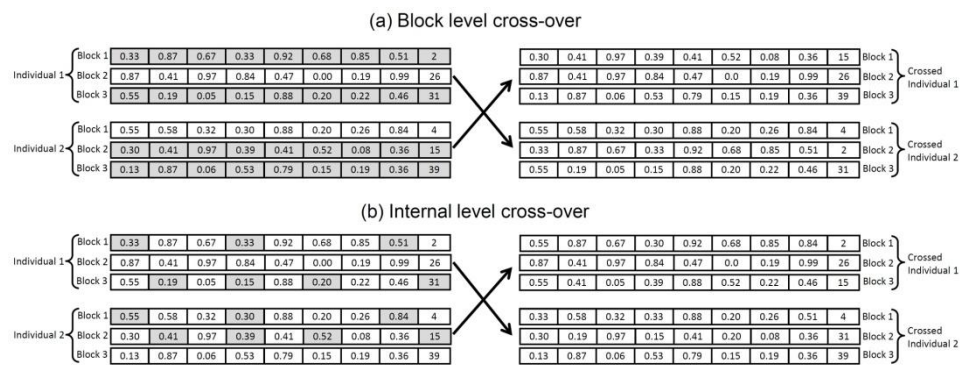 (a) Block level cross-over
Individual 1
Block 1 0.33 0.87 0.67 0.33 0.92 0.68 0.85 0.51 2
Block 2 0.87 0.41 0.97 0.84 0.47 0.00 0.19 0.99 26
Block 3 0.55 0.19 0.05 0.15 0.88 0.20 0.22 0.46 31
Individual 2
Block 1 0.55 0.58 0.32 0.30 0.88 0.20 0.26 0.84 4
Block 2 0.30 0.41 0.97 0.39 0.41 0.52 0.08 0.36 15
Block 3 0.13 0.87 0.06 0.53 0.79 0.15 0.19 0.36 39
0.30 0.41 0.97 0.39 0.41 0.52 0.08 0.36 15 Block 1
0.87 0.41 0.97 0.84 0.47 0.0 0.19 0.99 26 Block 2
0.13 0.87 0.06 0.53 0.79 0.15 0.19 0.36 39 Block 3
Crossed
Individual 1
0.55 0.58 0.32 0.30 0.88 0.20 0.26 0.84 4 Block 1
0.33 0.87 0.67 0.33 0.92 0.68 0.85 0.51 2 Block 2
0.55 0.19 0.05 0.15 0.88 0.20 0.22 0.46 31 Block 3
Crossed
Individual 2
(b) Internal level cross-over
Individual 1
Block 1 0.33 0.87 0.67 0.33 0.92 0.68 0.85 0.51 2
Block 2 0.87 0.41 0.97 0.84 0.47 0.00 0.19 0.99 26
Block 3 0.55 0.19 0.05 0.15 0.88 0.20 0.22 0.46 31
Individual 2
Block 1 0.55 0.58 0.32 0.30 0.88 0.20 0.26 0.84 4
Block 2 0.30 0.41 0.97 0.39 0.41 0.52 0.08 0.36 15
Block 3 0.13 0.87 0.06 0.53 0.79 0.15 0.19 0.36 39
0.55 0.87 0.67 0.30 0.92 0.68 0.85 0.84 2 Block 1
0.87 0.41 0.97 0.84 0.47 0.0 0.19 0.99 26 Block 2
0.55 0.41 0.05 0.39 0.88 0.52 0.22 0.46 15 Block 3
Crossed
Individual 1
0.33 0.58 0.32 0.33 0.88 0.20 0.26 0.51 4 Block 1
0.30 0.19 0.97 0.15 0.41 0.20 0.08 0.36 31 Block 2
0.13 0.87 0.06 0.53 0.79 0.15 0.19 0.36 39 Block 3
Crossed
Individual 2